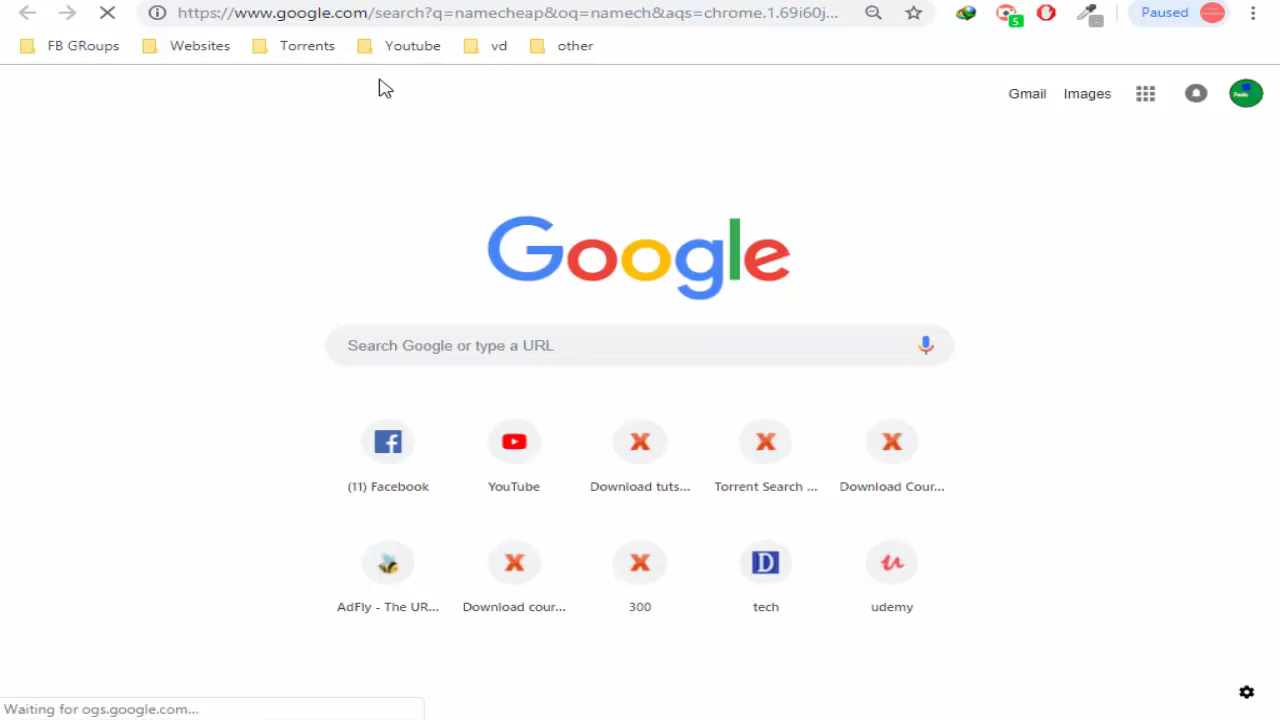 https://www.google.com/search?q=namecheap&oq=namech&aqs=chrome.1.69i60j...
5
Paused
FB GRoups
Websites
Torrents
Youtube
vd
other
Gmail
Images
Google
Search Google or type a URL
(11) Facebook
YouTube
Download tuts...
Torrent Search ...
Download Cour...
AdFly - The UR...
Download cour...
300
D
tech
udemy
Waiting for ogs.google.com...